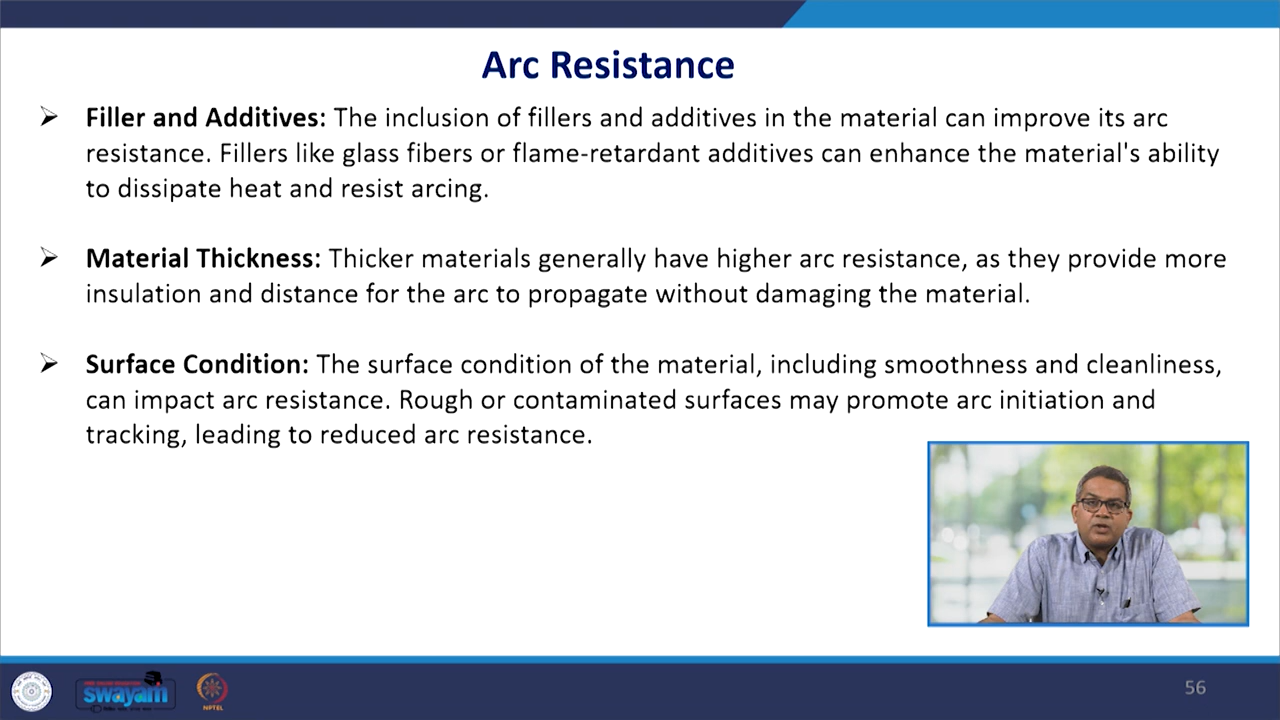 Arc Resistance
➢ Filler and Additives: The inclusion of fillers and additives in the material can improve its arc
resistance. Fillers like glass fibers or flame-retardant additives can enhance the material's ability
to dissipate heat and resist arcing.
➢ Material Thickness: Thicker materials generally have higher arc resistance, as they provide more
insulation and distance for the arc to propagate without damaging the material.
➢ Surface Condition: The surface condition of the material, including smoothness and cleanliness,
can impact arc resistance. Rough or contaminated surfaces may promote arc initiation and
tracking, leading to reduced arc resistance.
swayam
NPTEL
56